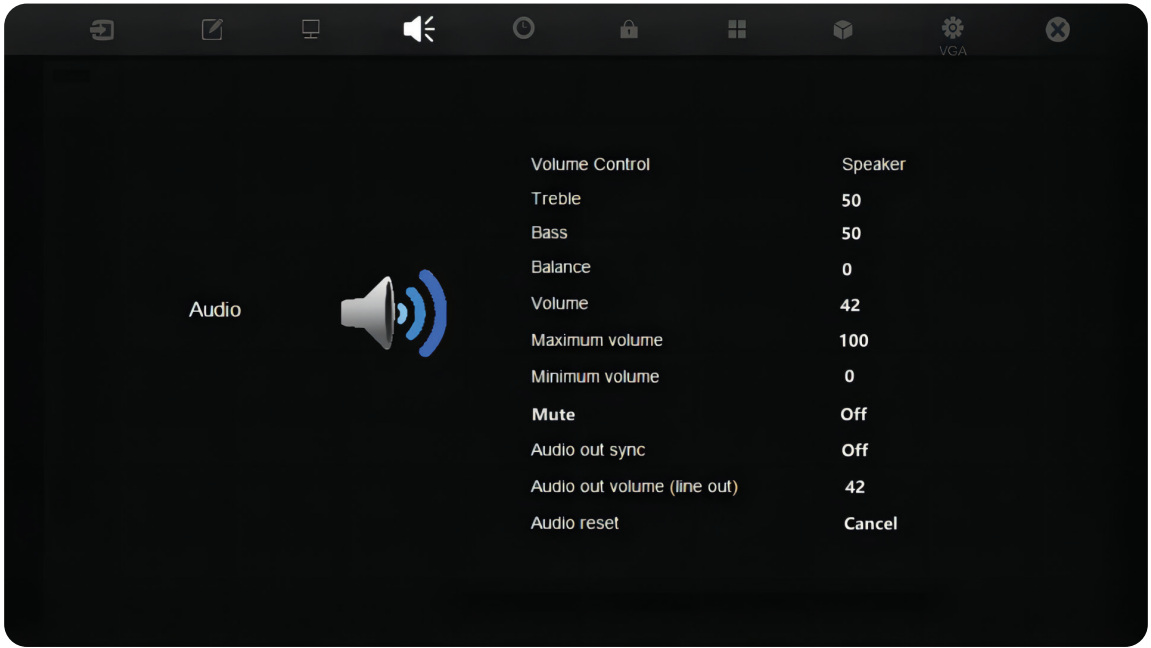 VGA
Audio
Volume Control Speaker
Treble 50
Bass 50
Balance 0
Volume 42
Maximum volume 100
Minimum volume 0
Mute Off
Audio out sync Off
Audio out volume (line out) 42
Audio reset Cancel